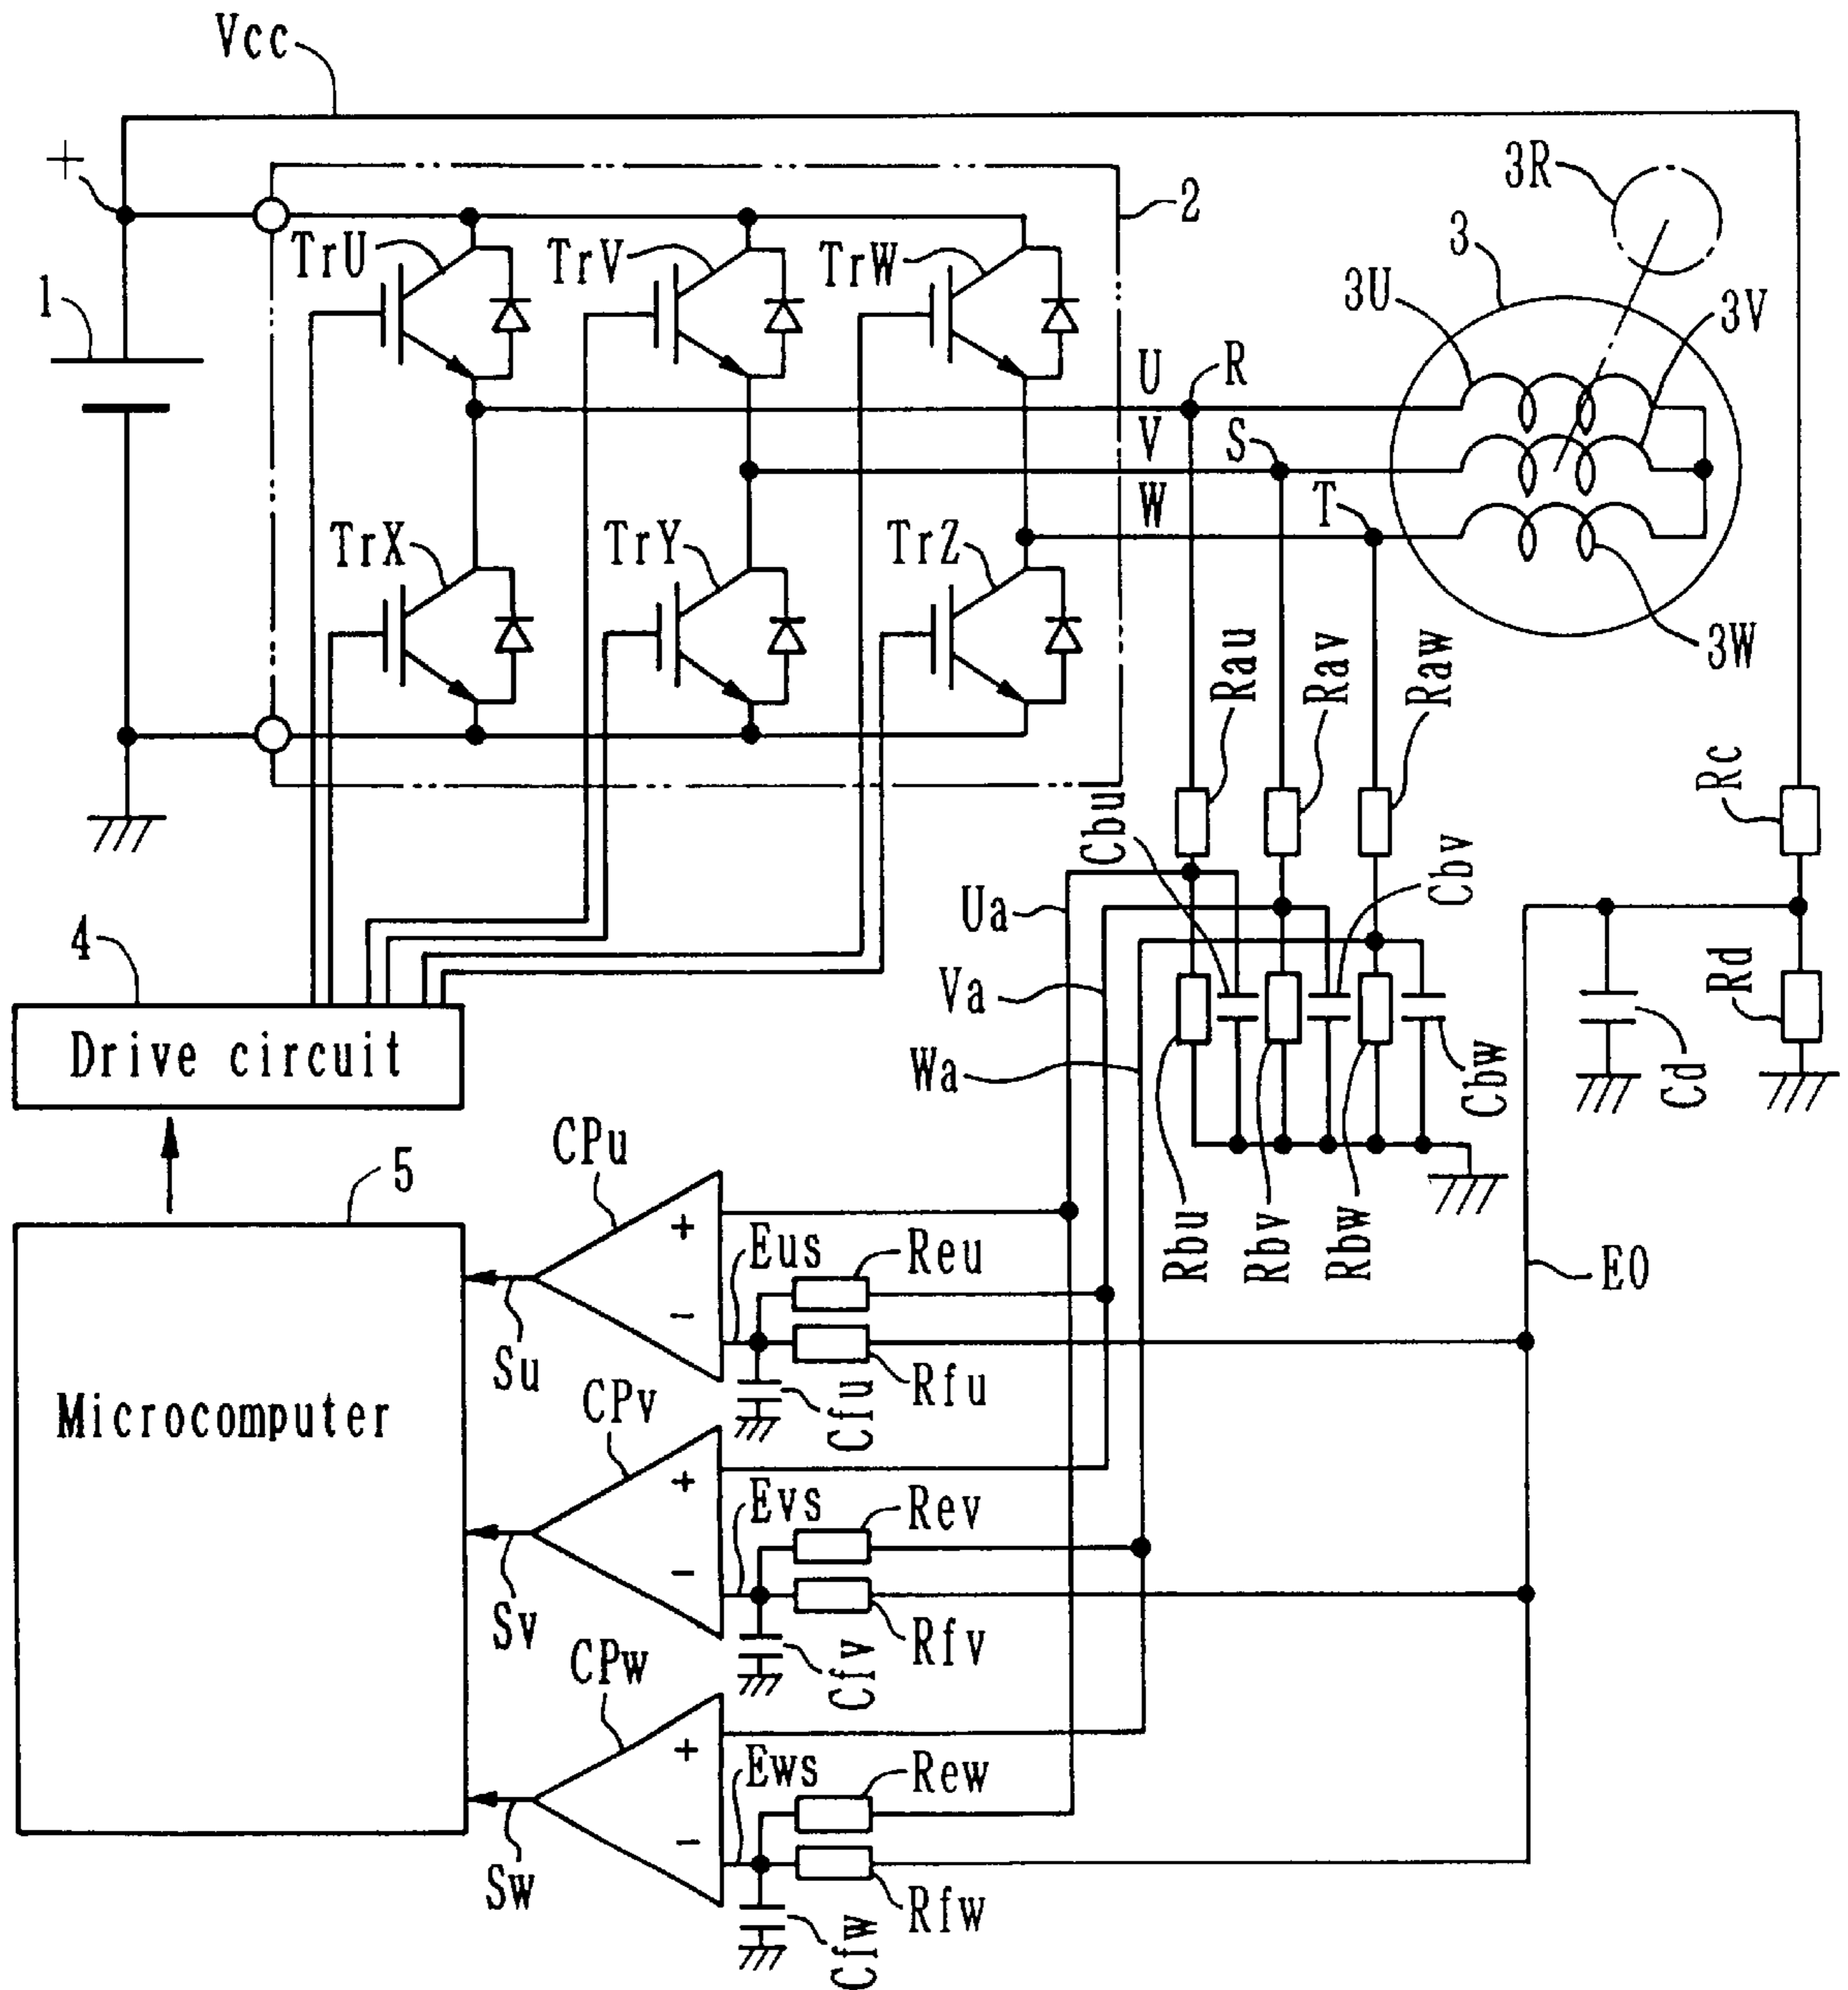 Vcc
+
2
3R
TrU
TrV
TrW
3
1
3U
3V
U
R
V
S
W
T
TrX
TrY
TrZ
3W
Rau
Rav
Raw
Rc
Cbu
Cbv
Ua
4
Va
Rd
Drive circuit
Wa
Cbw
Cd
CPu
5
+
Eus
Reu
Rbu
Rbv
Rbw
E0
-
Su
Rfu
Cfu
CPv
Microcomputer
+
Evs
Rev
-
Sv
Rfv
Cfv
CPw
+
Ews
Rew
-
Sw
Rfw
Cfw